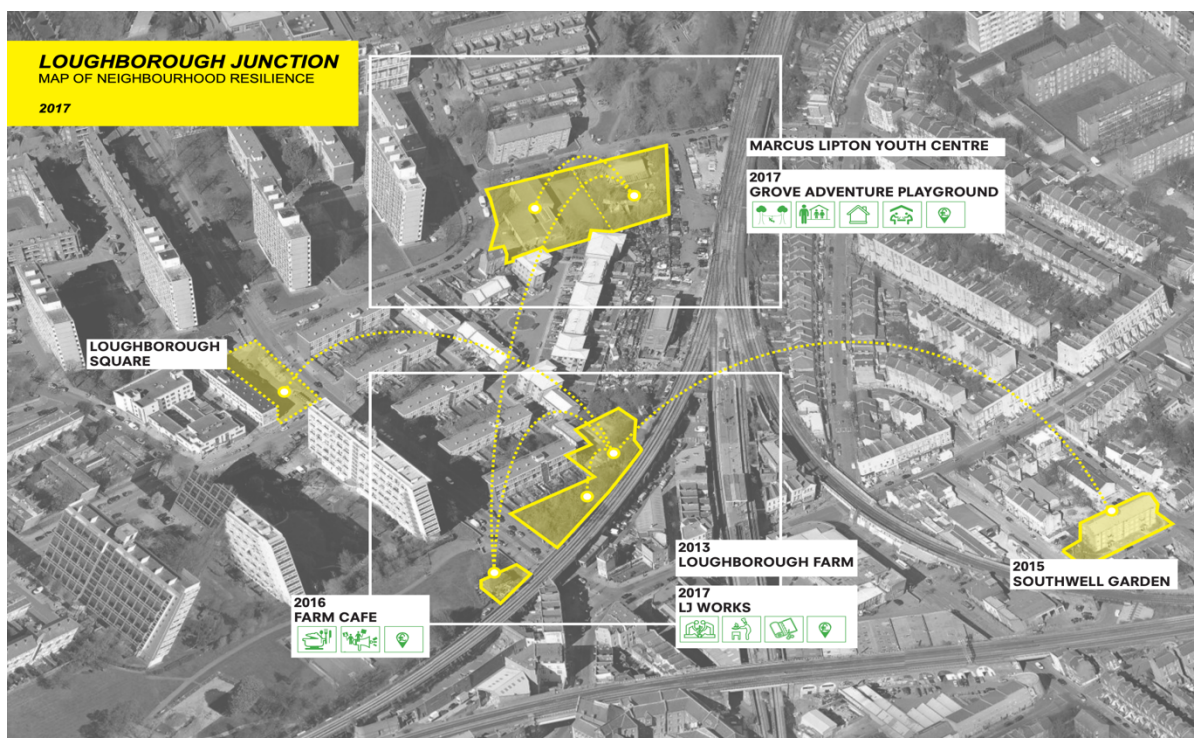 LOUGHBOROUGH JUNCTION
MAP OF NEIGHBOURHOOD RESILIENCE
2017
MARCUS LIPTON YOUTH CENTRE
2017
GROVE ADVENTURE PLAYGROUND
LOUGHBOROUGH
SQUARE
2013
LOUGHBOROUGH FARM
2017
LJ WORKS
2015
SOUTHWELL GARDEN
2016
FARM CAFE